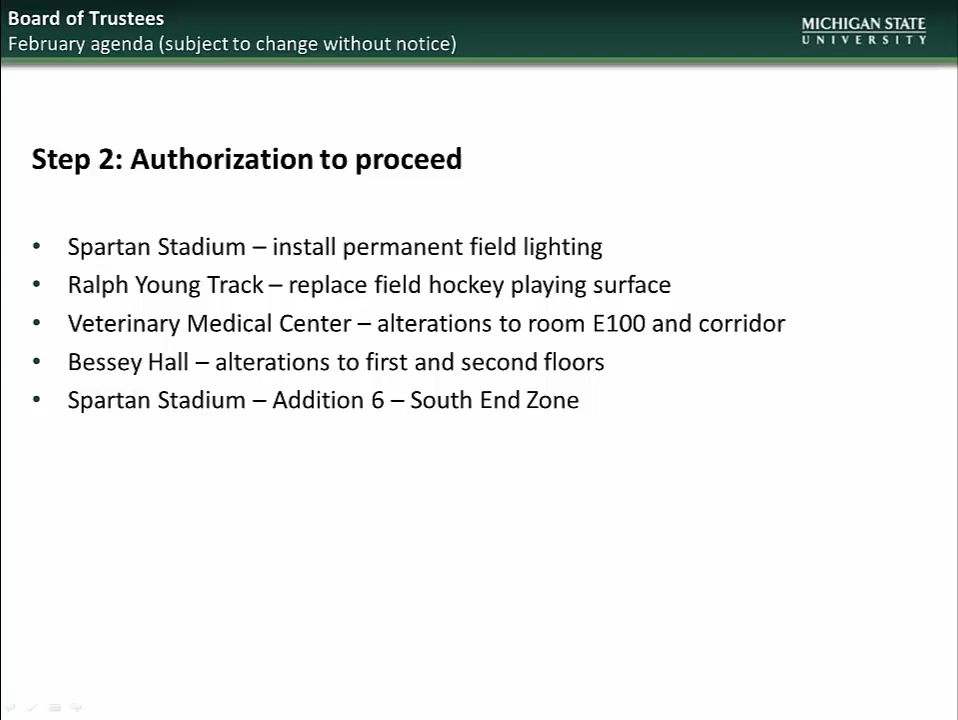 Board of Trustees
February agenda (subject to change without notice)
MICHIGAN STATE
UNIVERSITY
Step 2: Authorization to proceed
• Spartan Stadium – install permanent field lighting
• Ralph Young Track – replace field hockey playing surface
• Veterinary Medical Center – alterations to room E100 and corridor
• Bessey Hall – alterations to first and second floors
• Spartan Stadium – Addition 6 – South End Zone